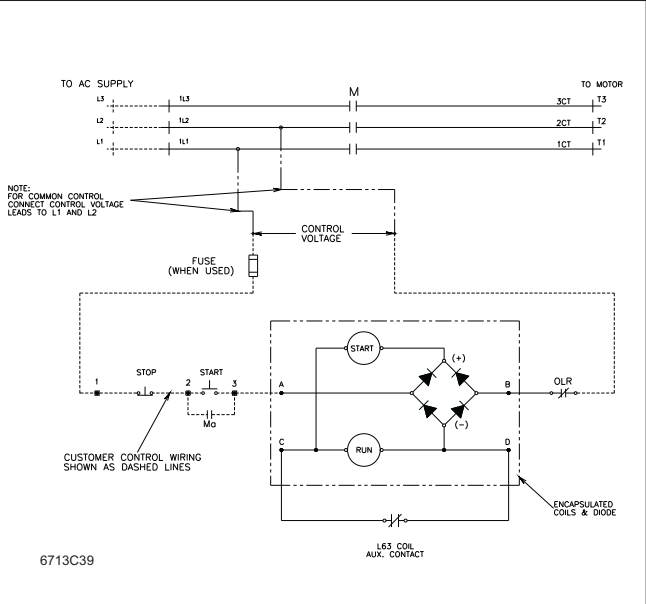 TO AC SUPPLY
M
TO MOTOR
L3
1L3
3CT
T3
L2
1L2
2CT
T2
L1
1L1
1CT
T1
NOTE:
FOR COMMON CONTROL
CONNECT CONTROL VOLTAGE
LEADS TO L1 AND L2
CONTROL
VOLTAGE
FUSE
(WHEN USED)
START
(+)
STOP
START
1
2
3
A
B
OLR
Ma
(-)
C
RUN
D
CUSTOMER CONTROL WIRING
SHOWN AS DASHED LINES
ENCAPSULATED
COILS & DIODE
L63 COIL
AUX. CONTACT
6713C39